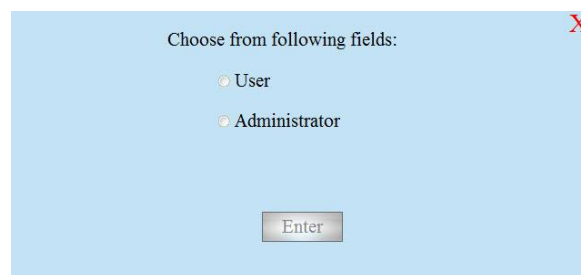 X
Choose from following fields:
User
Administrator
Enter